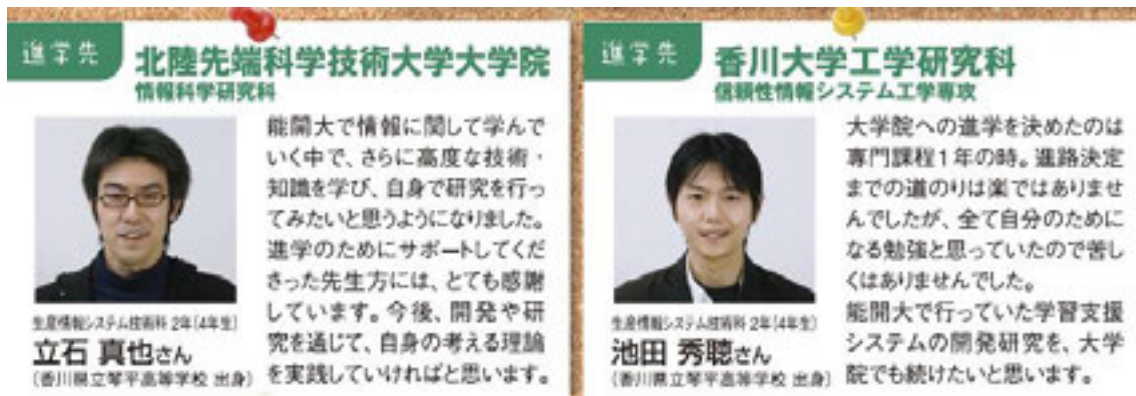 進学先
北陸先端科学技術大学大学院
情報科学研究科
能開大で情報に関して学んで
いく中で、さらに高度な技術・
知識を学び、自身で研究を行っ
てみたいと思うようになりました。
進学のためにサポートしてくだ
さった先生方には、とても感謝
しています。今後、開発や研
究を通じて、自身の考える理論
を実践していければと思います。
生産情報システム技術科 2年(4年生)
立石 真也さん
(香川県立琴平高等学校 出身)
進学先
香川大学工学研究科
信頼性情報システム工学専攻
大学院への進学を決めたのは
専門課程1年の時。進路決定
までの道のりは楽ではありませ
んでしたが、全て自分のために
なる勉強と思っていたので苦し
くはありませんでした。
能開大で行っていた学習支援
システムの開発研究を、大学
院でも続けたいと思います。
生産情報システム技術科 2年(4年生)
池田 秀聴さん
(香川県立琴平高等学校 出身)